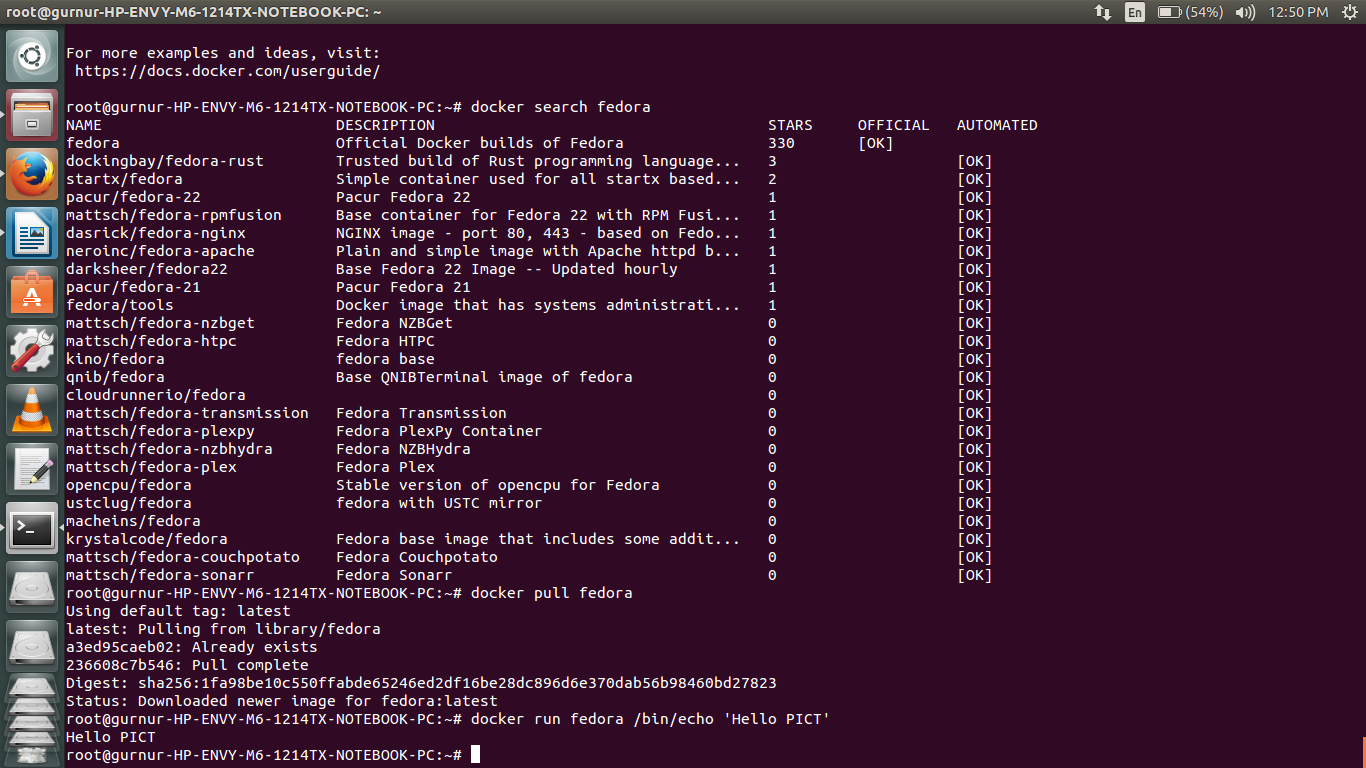 root@gurnur-HP-ENVY-M6-1214TX-NOTEBOOK-PC: ~ En (54%) 12:50 PM
For more examples and ideas, visit:
https://docs.docker.com/userguide/
root@gurnur-HP-ENVY-M6-1214TX-NOTEBOOK-PC:~# docker search fedora
NAME DESCRIPTION STARS OFFICIAL AUTOMATED
fedora Official Docker builds of Fedora 330 [OK]
dockingbay/fedora-rust Trusted build of Rust programming language... 3 [OK]
startx/fedora Simple container used for all startx based... 2 [OK]
pacur/fedora-22 Pacur Fedora 22 1 [OK]
mattsch/fedora-rpmfusion Base container for Fedora 22 with RPM Fusi... 1 [OK]
dasrick/fedora-nginx NGINX image - port 80, 443 - based on Fedo... 1 [OK]
neroinc/fedora-apache Plain and simple image with Apache httpd b... 1 [OK]
darksheer/fedora22 Base Fedora 22 Image -- Updated hourly 1 [OK]
pacur/fedora-21 Pacur Fedora 21 1 [OK]
fedora/tools Docker image that has systems administrati... 1 [OK]
mattsch/fedora-nzbget Fedora NZBGet 0 [OK]
mattsch/fedora-htpc Fedora HTPC 0 [OK]
kino/fedora fedora base 0 [OK]
qnib/fedora Base QNIBTerminal image of fedora 0 [OK]
cloudrunnerio/fedora 0 [OK]
mattsch/fedora-transmission Fedora Transmission 0 [OK]
mattsch/fedora-plexpy Fedora PlexPy Container 0 [OK]
mattsch/fedora-nzbhydra Fedora NZBHydra 0 [OK]
mattsch/fedora-plex Fedora Plex 0 [OK]
opencpu/fedora Stable version of opencpu for Fedora 0 [OK]
ustclug/fedora fedora with USTC mirror 0 [OK]
macheins/fedora 0 [OK]
krystalcode/fedora Fedora base image that includes some addit... 0 [OK]
mattsch/fedora-couchpotato Fedora Couchpotato 0 [OK]
mattsch/fedora-sonarr Fedora Sonarr 0 [OK]
root@gurnur-HP-ENVY-M6-1214TX-NOTEBOOK-PC:~# docker pull fedora
Using default tag: latest
latest: Pulling from library/fedora
a3ed95caeb02: Already exists
236608c7b546: Pull complete
Digest: sha256:1fa98be10c550ffabde65246ed2df16be28dc896d6e370dab56b98460bd27823
Status: Downloaded newer image for fedora:latest
root@gurnur-HP-ENVY-M6-1214TX-NOTEBOOK-PC:~# docker run fedora /bin/echo 'Hello PICT'
Hello PICT
root@gurnur-HP-ENVY-M6-1214TX-NOTEBOOK-PC:~#